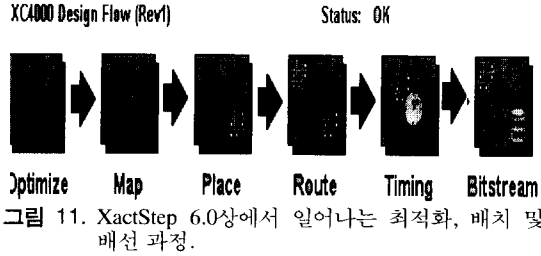 XC4000 Design Flow (Rev1) Status: OK
Optimize Map Place Route Timing Bitstream
그림 11. XactStep 6.0상에서 일어나는 최적화, 배치 및
배선 과정.